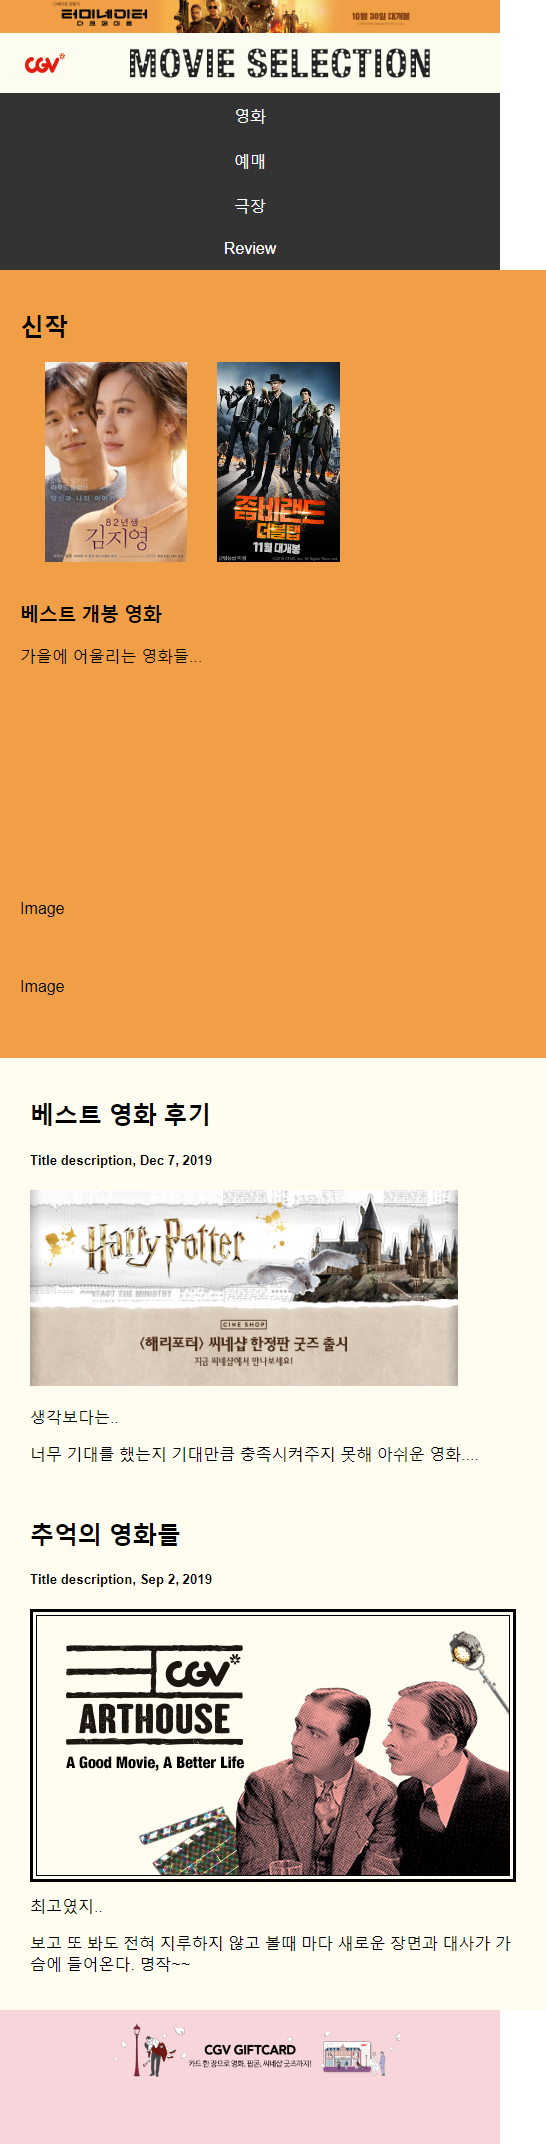 터미네이터
다크 페이트
10월 30일 대개봉
CGV
MOVIE SELECTION
영화
예매
극장
Review
신작
당신과 나의 이야기
82년생
김지영
좀비랜드
더블 탭
11월 대개봉
베스트 개봉 영화
가을에 어울리는 영화들...
Image
Image
베스트 영화 후기
Title description, Dec 7, 2019
Harry Potter
CINE SHOP
<해리포터> 씨네샵 한정판 굿즈 출시
지금 씨네샵에서 만나보세요!
생각보다는..
너무 기대를 했는지 기대만큼 충족시켜주지 못해 아쉬운 영화....
추억의 영화들
Title description, Sep 2, 2019
CGV
ARTHOUSE
A Good Movie, A Better Life
최고였지..
보고 또 봐도 전혀 지루하지 않고 볼때 마다 새로운 장면과 대사가 가
슴에 들어온다. 명작~~
CGV GIFTCARD
카드 한 장으로 영화, 팝콘, 씨네샵 굿즈까지!